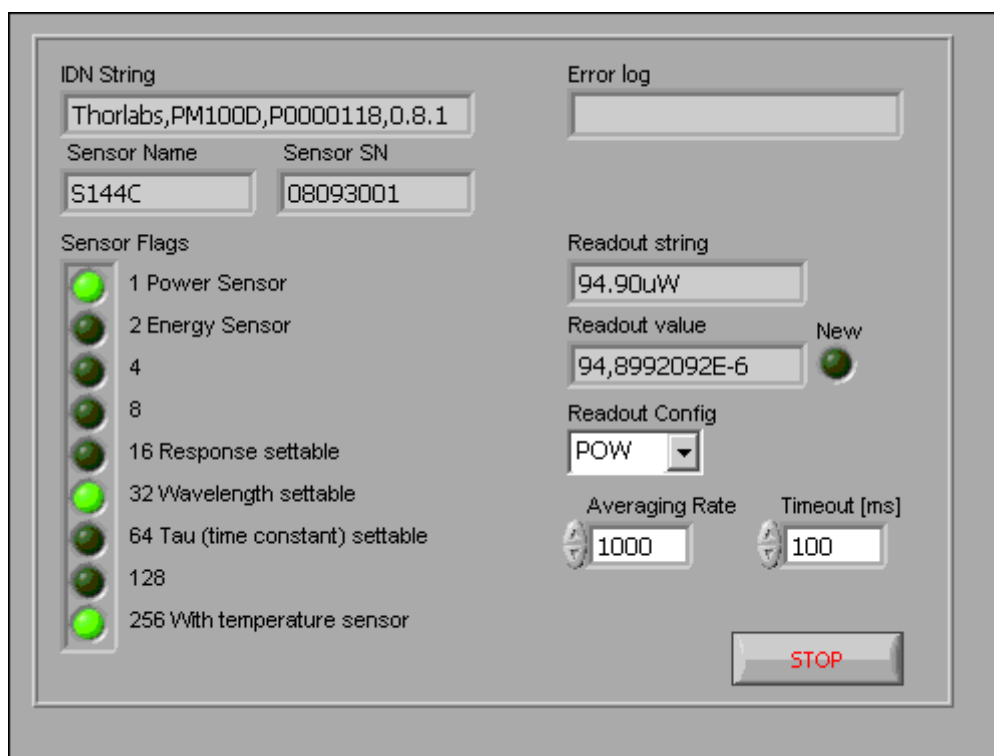 IDN String
Thorlabs,PM100D,P0000118,0.8.1
Sensor Name
Sensor SN
S144C
08093001
Sensor Flags
1 Power Sensor
2 Energy Sensor
4
8
16 Response settable
32 Wavelength settable
64 Tau (time constant) settable
128
256 With temperature sensor
Error log
Readout string
94.90uW
Readout value
New
94,8992092E-6
Readout Config
POW
Averaging Rate
Timeout [ms]
1000
100
STOP